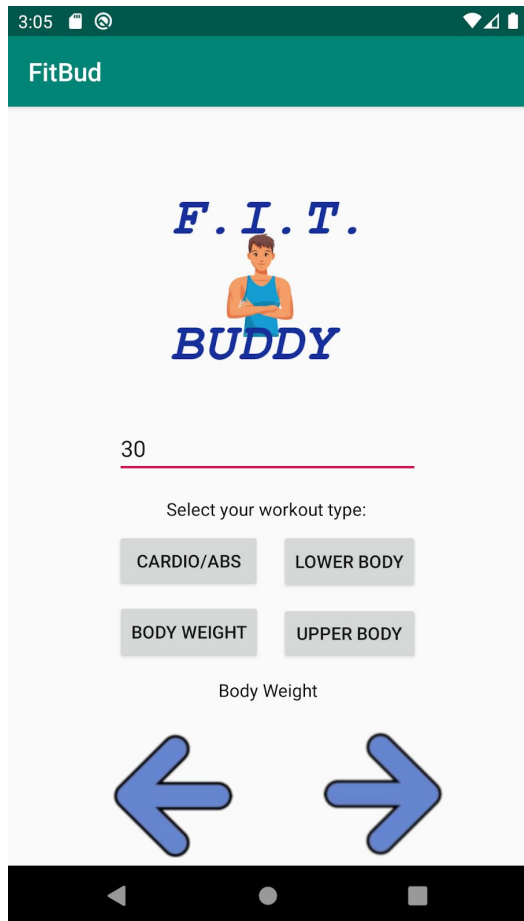 3:05
FitBud
F.I.T.
BUDDY
30
Select your workout type:
CARDIO/ABS LOWER BODY
BODY WEIGHT UPPER BODY
Body Weight